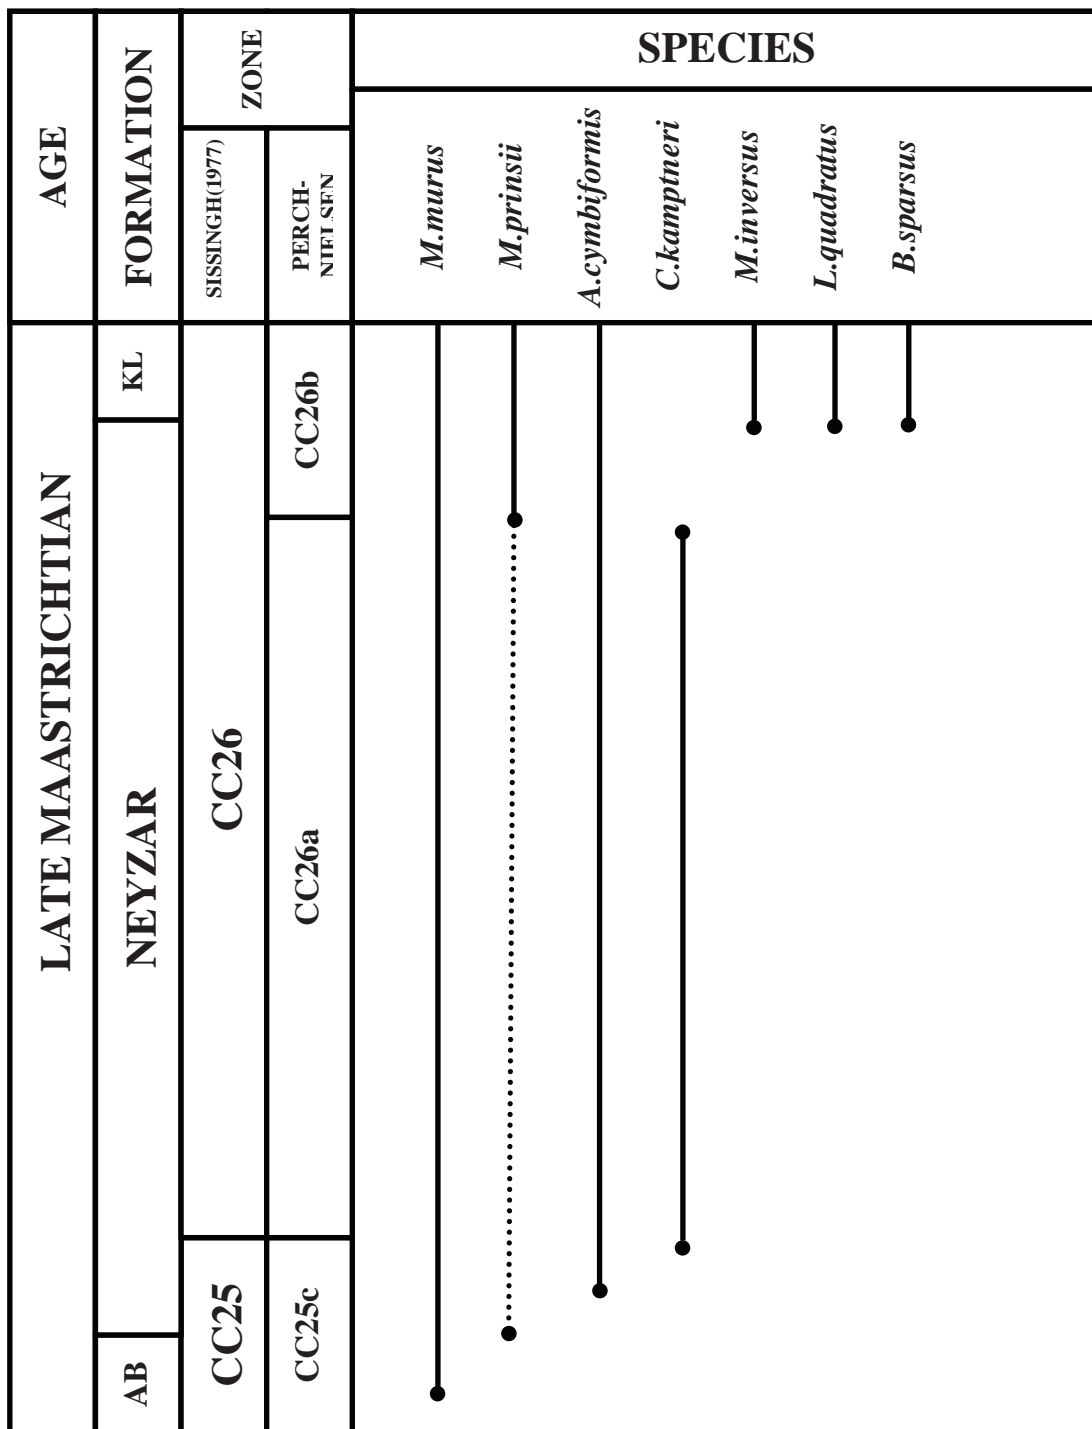 AGE
FORMATION
ZONE
SISSINGH(1977)
PERCH-
NIELSEN
SPECIES
M.murus
M.prinsii
A.cymbiformis
C.kamptneri
M.inversus
L.quadratus
B.sparsus
LATE MAASTRICHTIAN
KL
NEYZAR
AB
CC26
CC25
CC26b
CC26a
CC25c